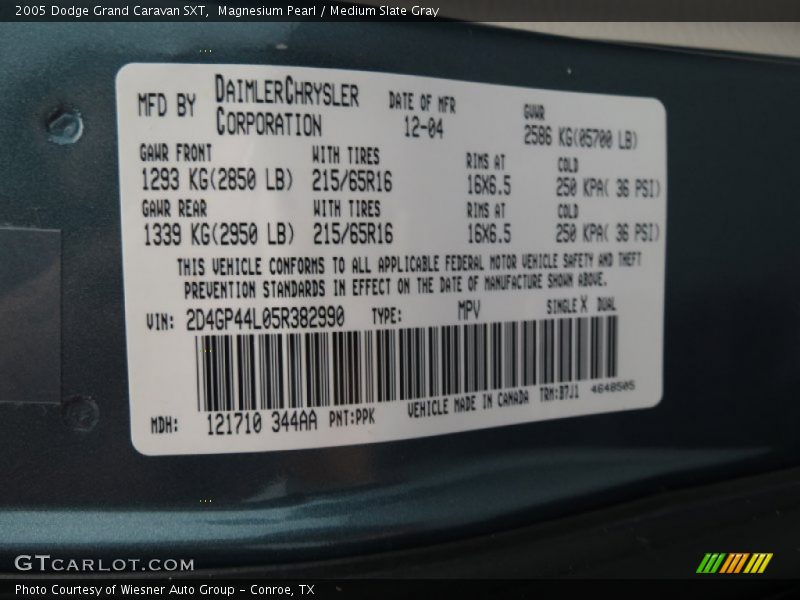 2005 Dodge Grand Caravan SXT,  Magnesium Pearl / Medium Slate Gray
MFD BY DAIMLERCHRYSLER CORPORATION
DATE OF MFR 12-04
GVWR 2586 KG(05700 LB)
GAWR FRONT WITH TIRES RIMS AT COLD
1293 KG(2850 LB) 215/65R16 16X6.5 250 KPA( 36 PSI)
GAWR REAR WITH TIRES RIMS AT COLD
1339 KG(2950 LB) 215/65R16 16X6.5 250 KPA( 36 PSI)
THIS VEHICLE CONFORMS TO ALL APPLICABLE FEDERAL MOTOR VEHICLE SAFETY AND THEFT
PREVENTION STANDARDS IN EFFECT ON THE DATE OF MANUFACTURE SHOWN ABOVE.
VIN: 2D4GP44L05R382990 TYPE: MPV SINGLE X DUAL
MDH: 121710 344AA PNT:PPK VEHICLE MADE IN CANADA TRM:B7J1 4648505
GTCARLOT.COM
Photo Courtesy of Wiesner Auto Group - Conroe, TX